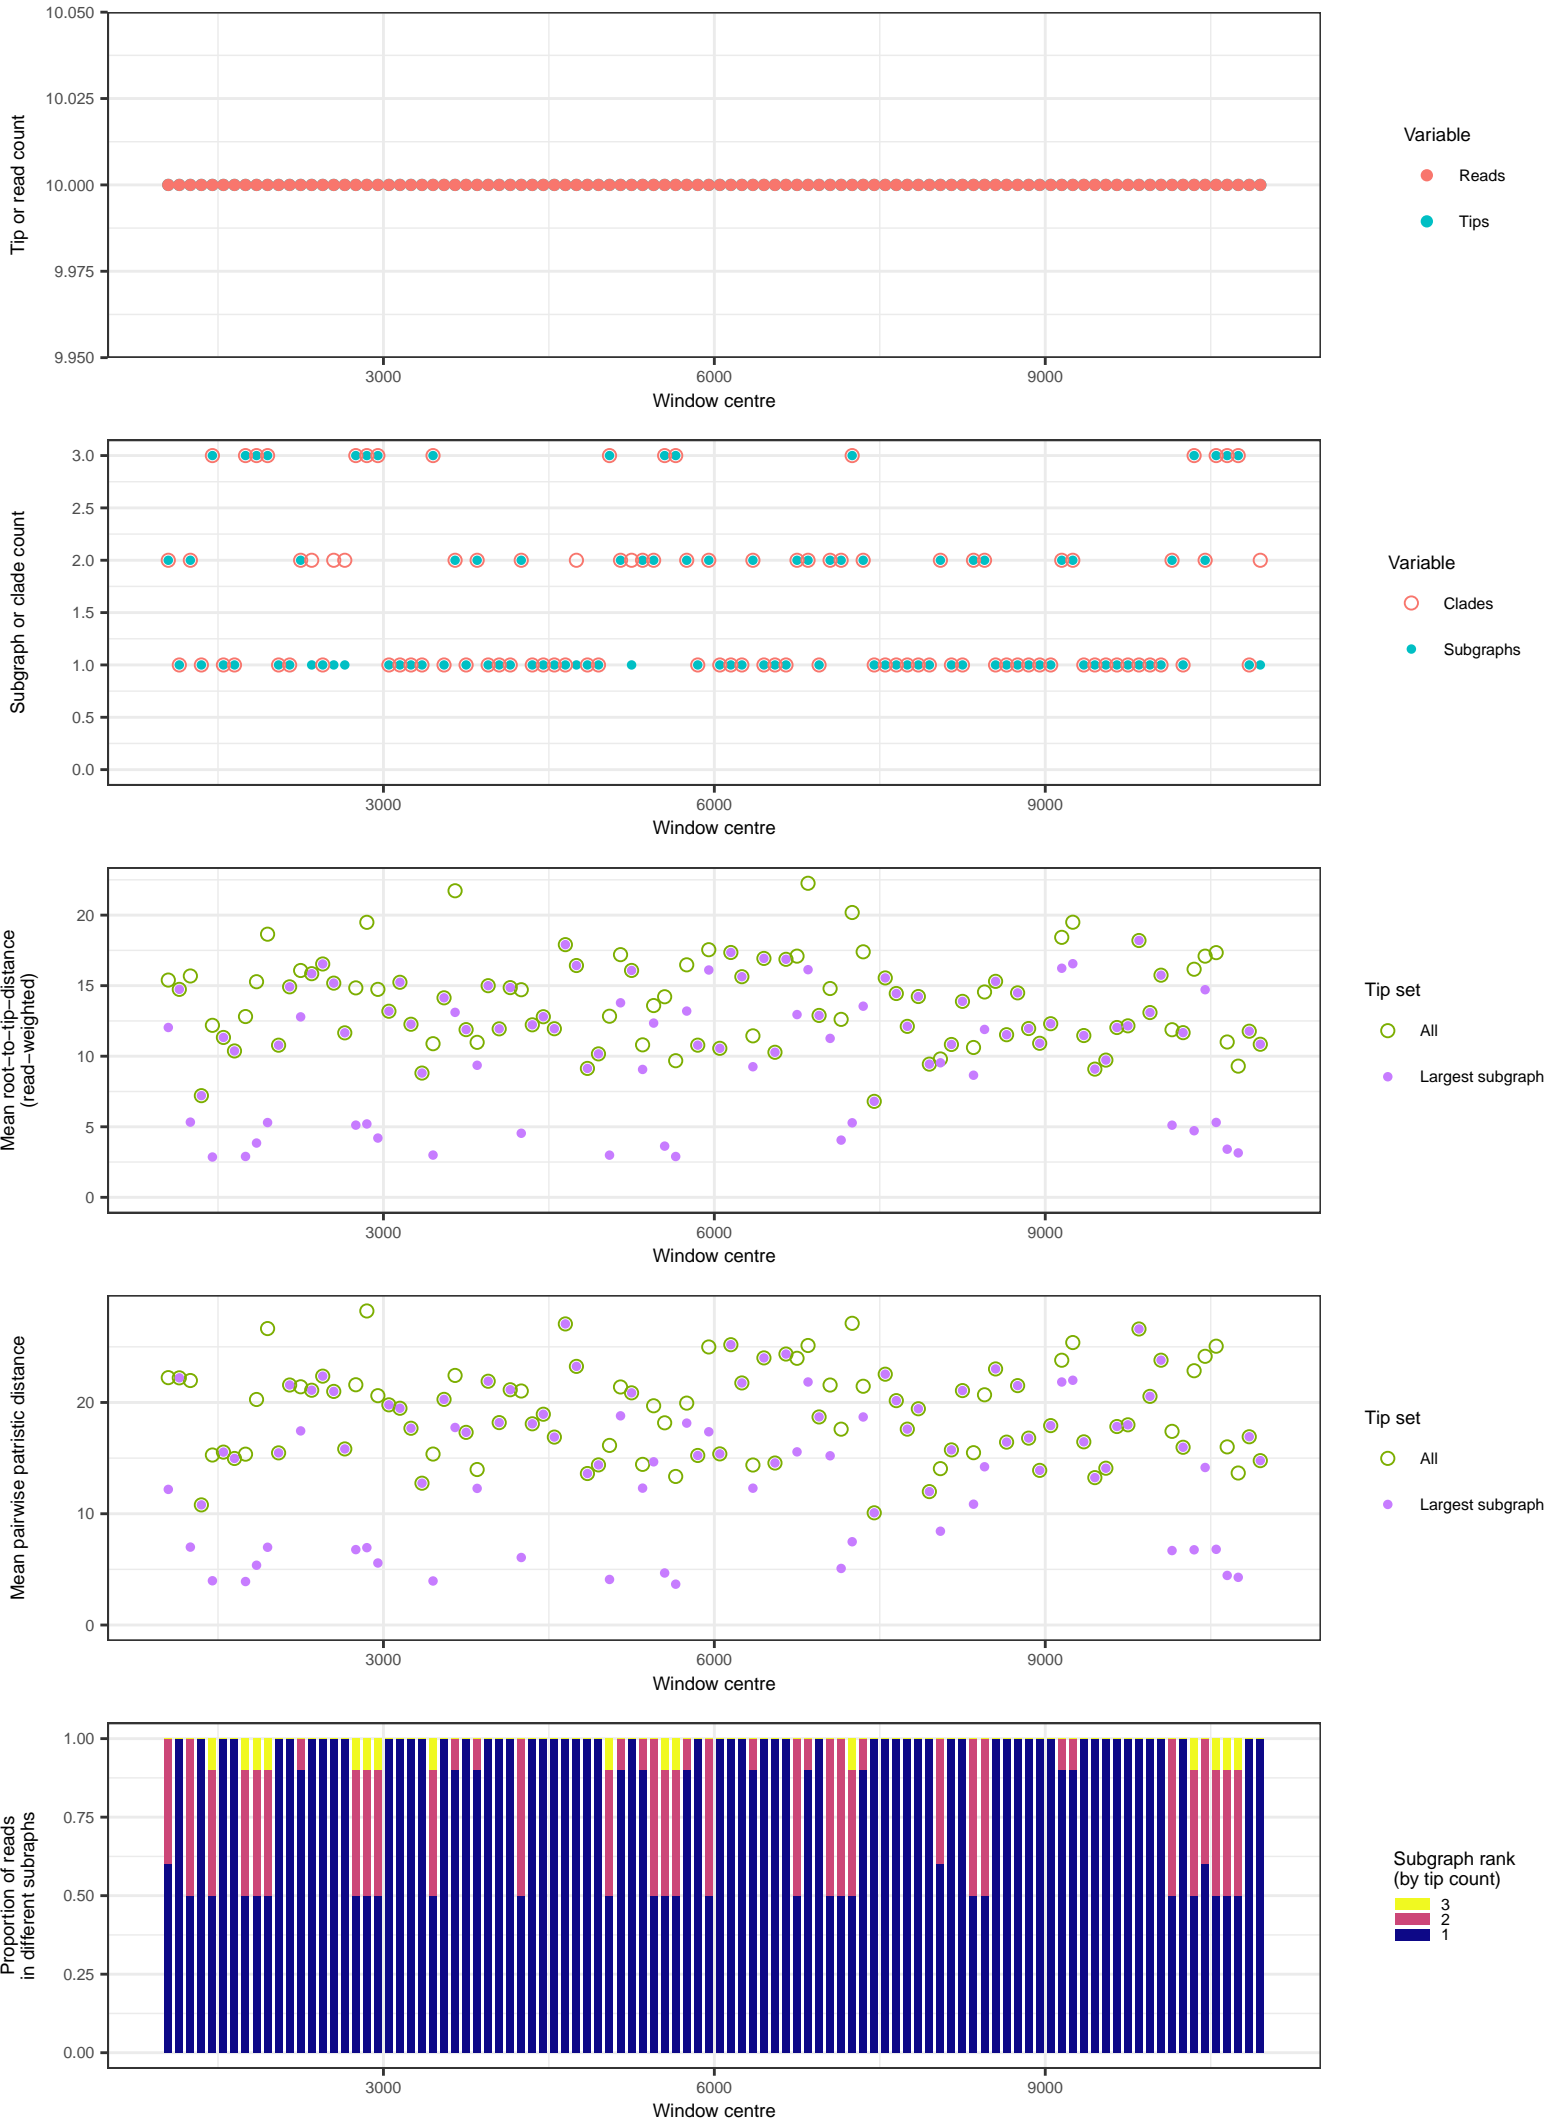 10.050
10.025
10.000
9.975
9.950
Tip or read count
3000
6000
9000
Window centre
Variable
Reads
Tips
3.0
2.5
2.0
1.5
1.0
0.5
0.0
Subgraph or clade count
3000
6000
9000
Window centre
Variable
Clades
Subgraphs
20
15
10
5
0
Mean root−to−tip−distance
(read−weighted)
3000
6000
9000
Window centre
Tip set
All
Largest subgraph
20
10
0
Mean pairwise patristic distance
3000
6000
9000
Window centre
Tip set
All
Largest subgraph
1.00
0.75
0.50
0.25
0.00
Proportion of reads
in different subraphs
3000
6000
9000
Window centre
Subgraph rank
(by tip count)
3
2
1